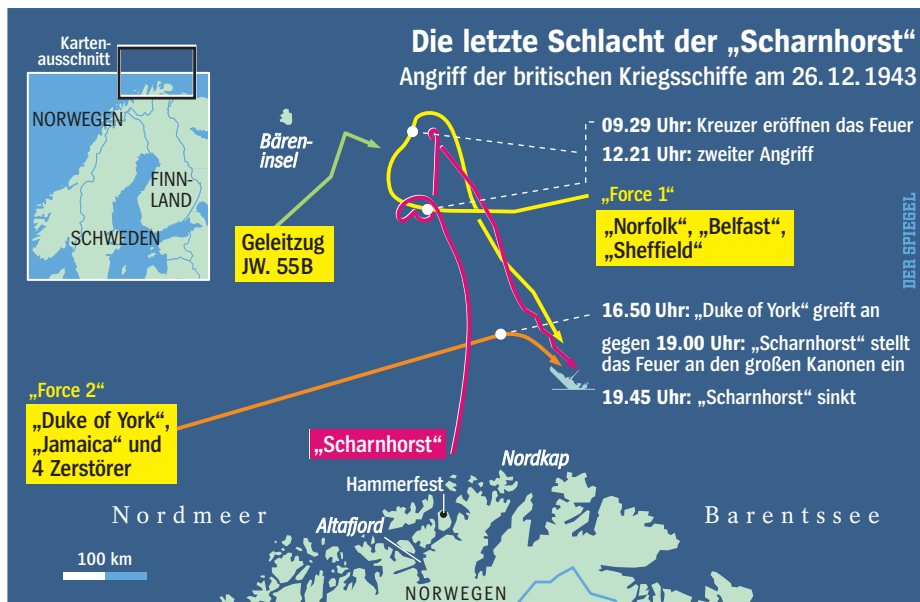 Die letzte Schlacht der „Scharnhorst“
Angriff der britischen Kriegsschiffe am 26.12.1943
Karten-
ausschnitt
NORWEGEN
FINN-
LAND
SCHWEDEN
Bären-
insel
Geleitzug
JW. 55B
09.29 Uhr: Kreuzer eröffnen das Feuer
12.21 Uhr: zweiter Angriff
„Force 1“
„Norfolk“, „Belfast“,
„Sheffield“
DER SPIEGEL
16.50 Uhr: „Duke of York“ greift an
gegen 19.00 Uhr: „Scharnhorst“ stellt
das Feuer an den großen Kanonen ein
19.45 Uhr: „Scharnhorst“ sinkt
„Force 2“
„Duke of York“,
„Jamaica“ und
4 Zerstörer
„Scharnhorst“
Nordkap
Hammerfest
Nordmeer
Altafjord
Barentssee
100 km
NORWEGEN